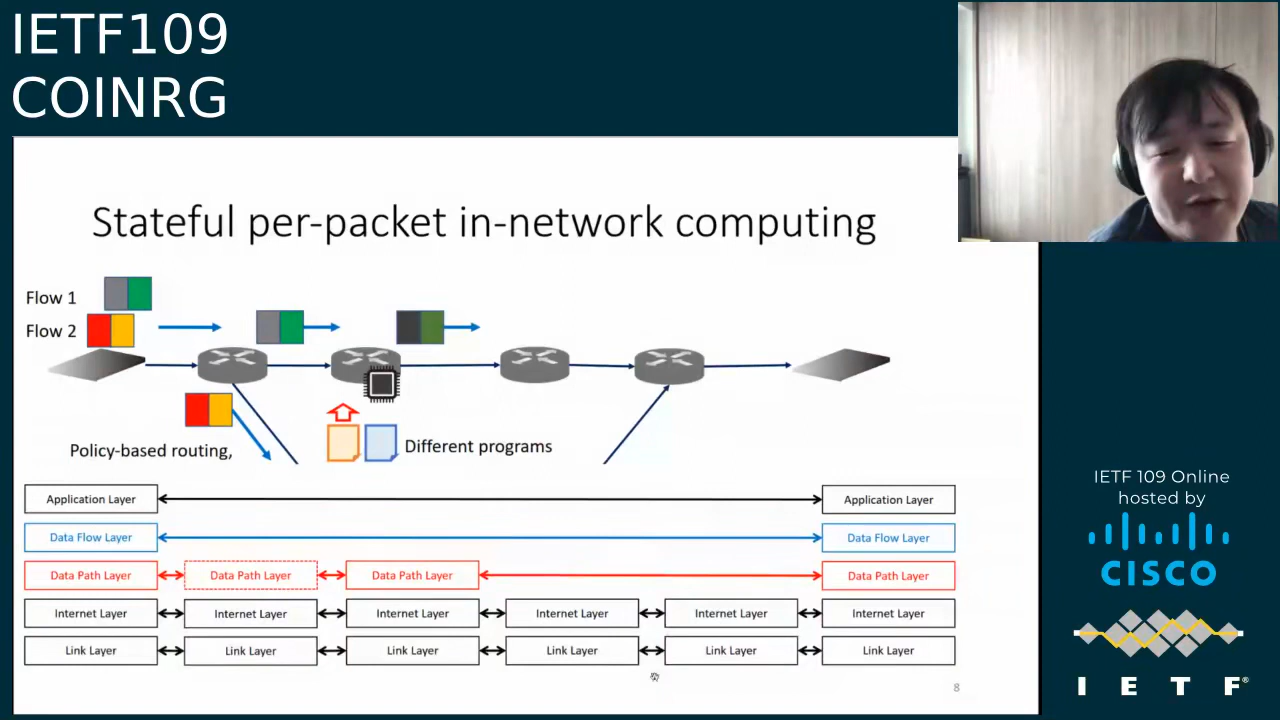 IETF109
COINRG
Stateful per-packet in-network computing
Flow 1
Flow 2
Policy-based routing,
Different programs
Application Layer
Application Layer
Data Flow Layer
Data Flow Layer
Data Path Layer
Data Path Layer
Data Path Layer
Data Path Layer
Internet Layer
Internet Layer
Internet Layer
Internet Layer
Internet Layer
Internet Layer
Link Layer
Link Layer
Link Layer
Link Layer
Link Layer
Link Layer
8
IETF 109 Online
hosted by
CISCO
I E T F®